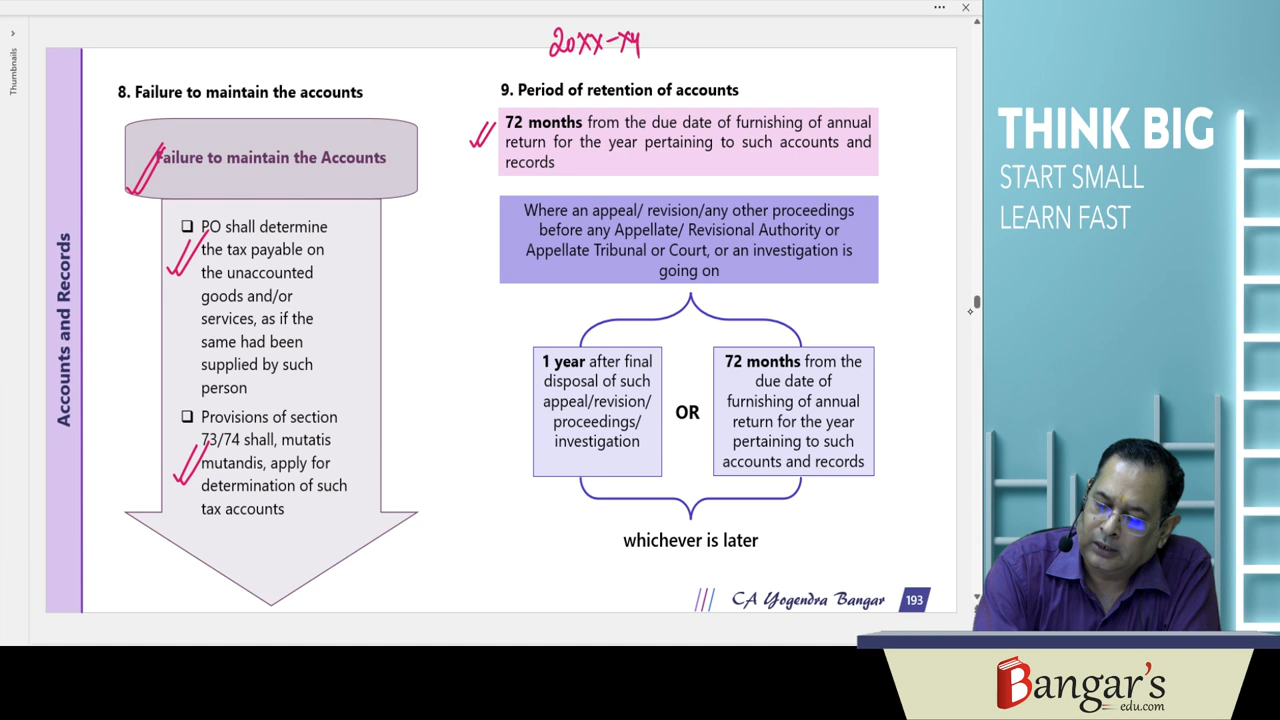 Thumbnails
20XX-XY
Accounts and Records
8. Failure to maintain the accounts
Failure to maintain the Accounts
PO shall determine
the tax payable on
the unaccounted
goods and/or
services, as if the
same had been
supplied by such
person
Provisions of section
73/74 shall, mutatis
mutandis, apply for
determination of such
tax accounts
9. Period of retention of accounts
72 months from the due date of furnishing of annual
return for the year pertaining to such accounts and
records
Where an appeal/ revision/any other proceedings
before any Appellate/ Revisional Authority or
Appellate Tribunal or Court, or an investigation is
going on
1 year after final
disposal of such
appeal/revision/
proceedings/
investigation
OR
72 months from the
due date of
furnishing of annual
return for the year
pertaining to such
accounts and records
whichever is later
CA Yogendra Bangar
193
THINK BIG
START SMALL
LEARN FAST
Bangar's
edu.com